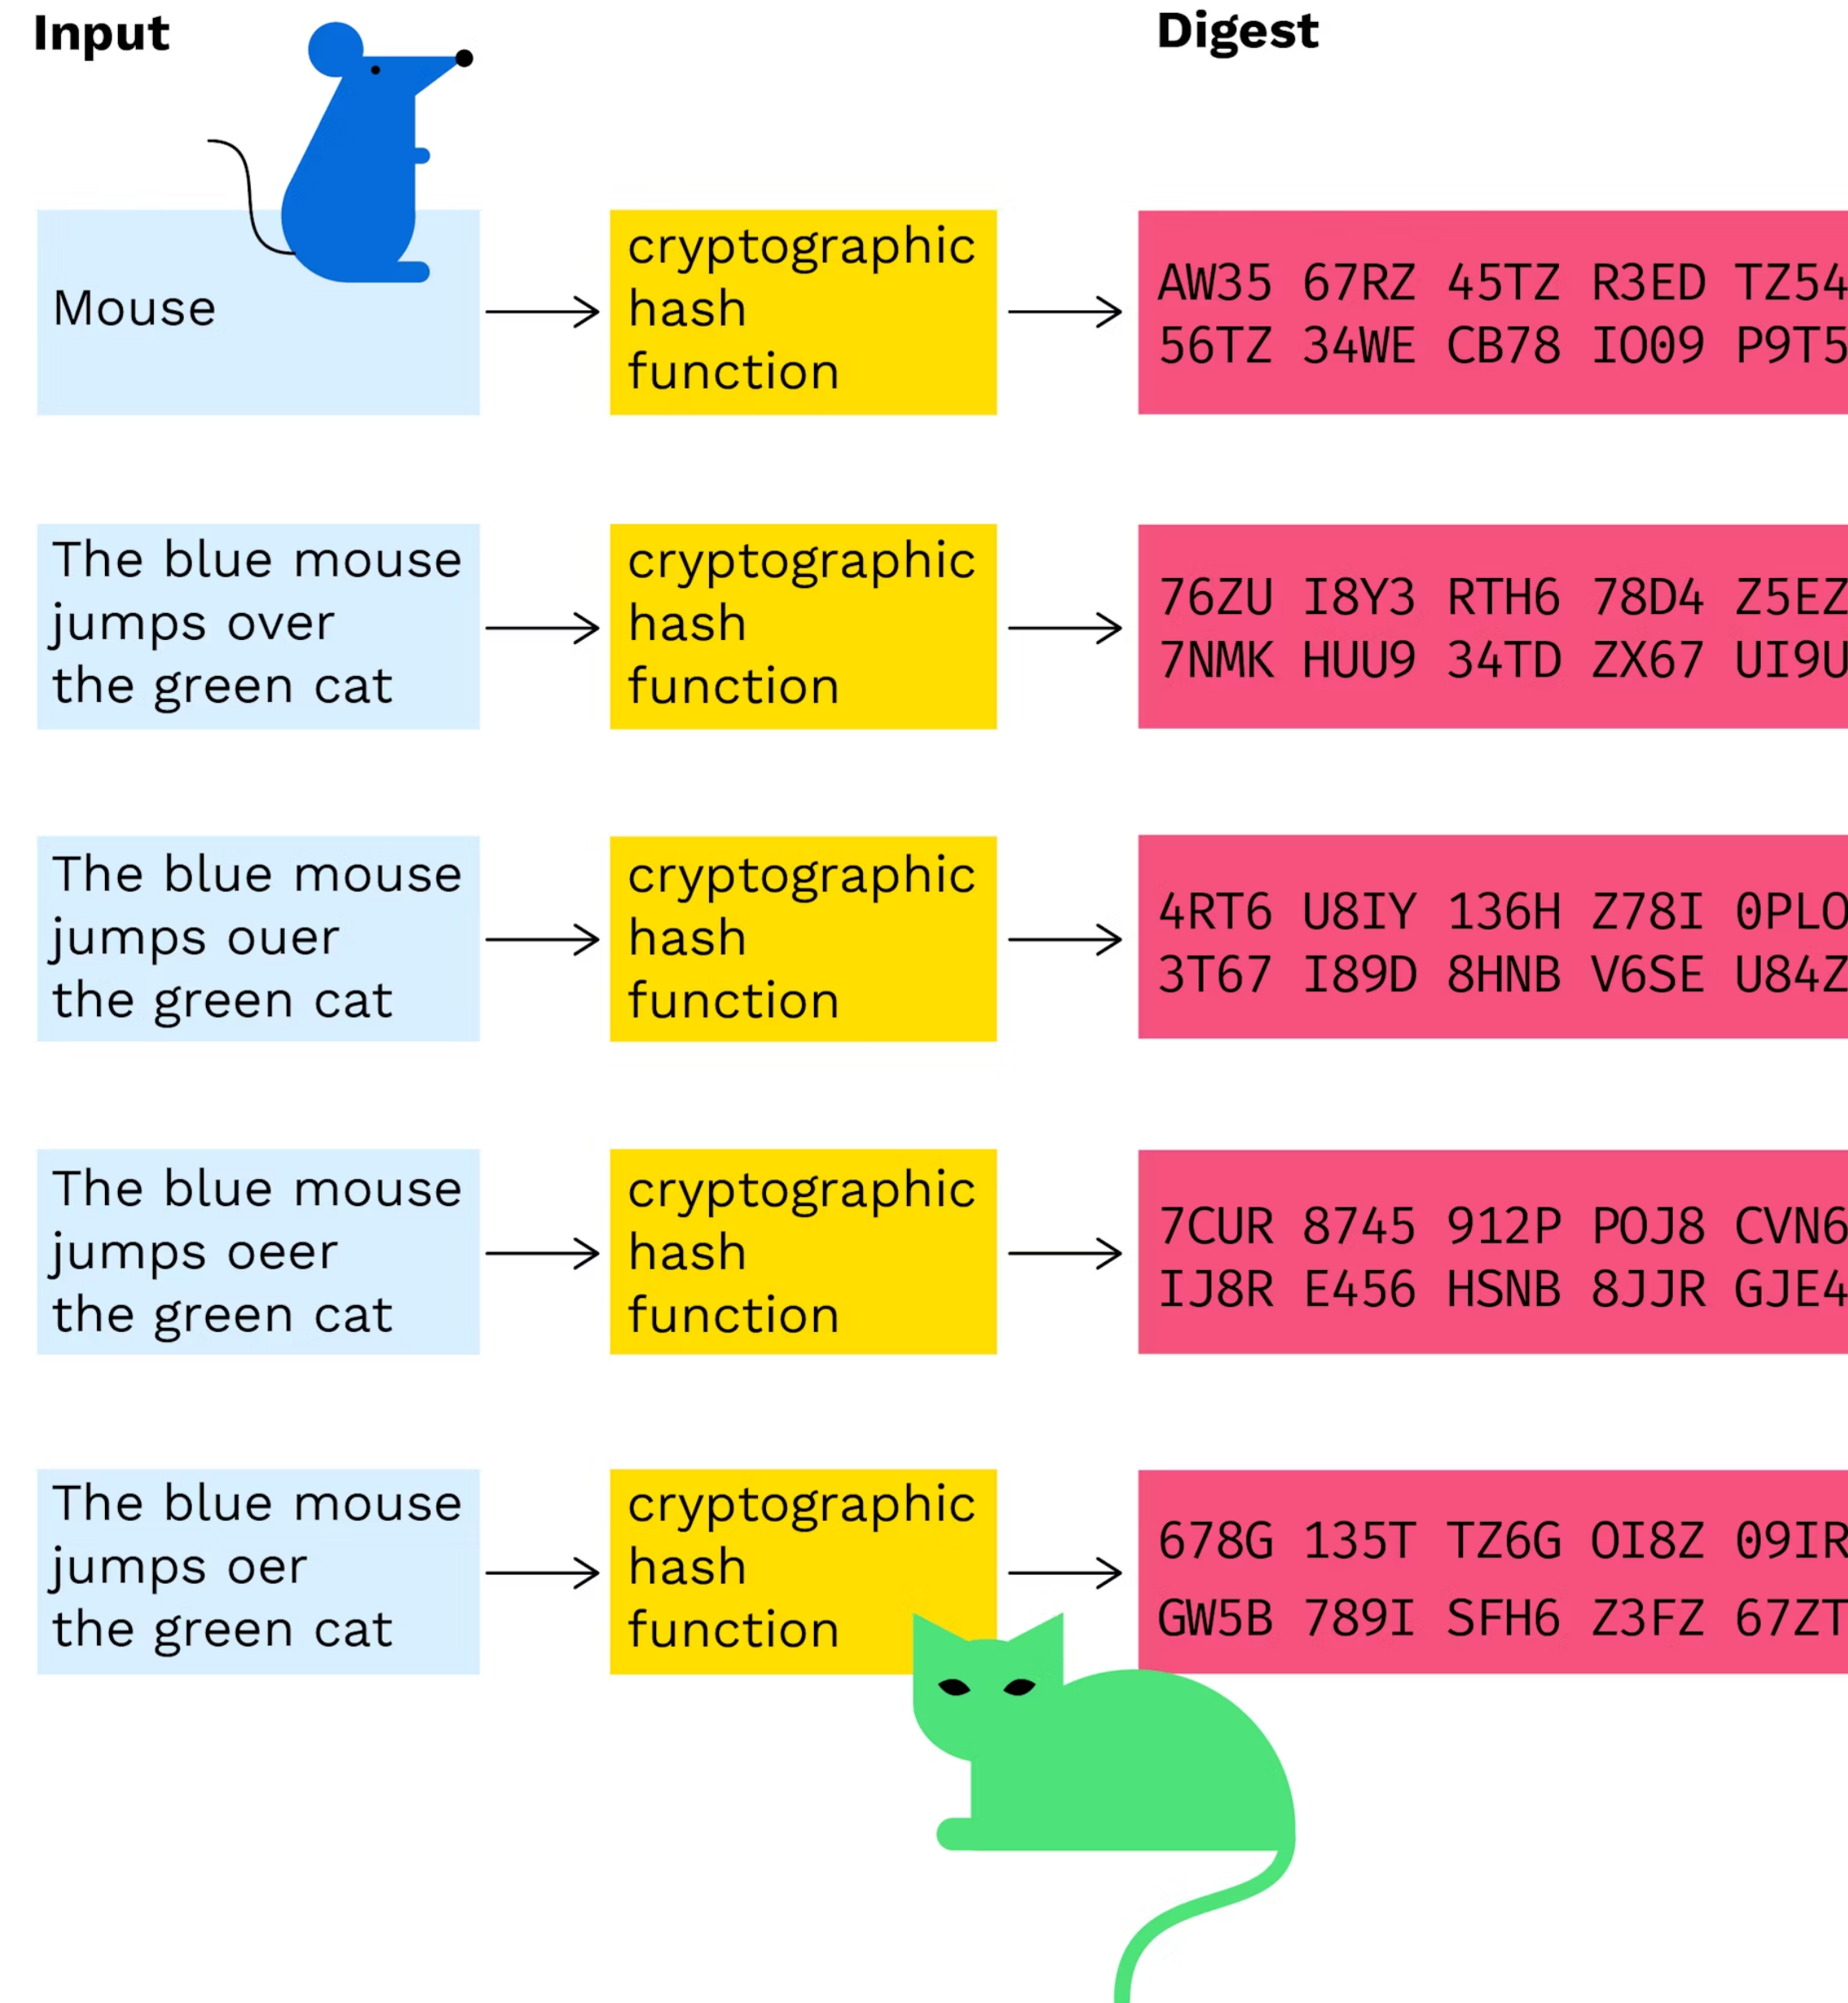 Input
Digest
Mouse
cryptographic
hash
function
AW35 67RZ 45TZ R3ED TZ54
56TZ 34WE CB78 IO09 P9T5
The blue mouse
jumps over
the green cat
cryptographic
hash
function
76ZU I8Y3 RTH6 78D4 Z5EZ
7NMK HUU9 34TD ZX67 UI9U
The blue mouse
jumps ouer
the green cat
cryptographic
hash
function
4RT6 U8IY 136H Z78I 0PLO
3T67 I89D 8HNB V6SE U84Z
The blue mouse
jumps oeer
the green cat
cryptographic
hash
function
7CUR 8745 912P POJ8 CVN6
IJ8R E456 HSNB 8JJR GJE4
The blue mouse
jumps oer
the green cat
cryptographic
hash
function
678G 135T TZ6G OI8Z 09IR
GW5B 789I SFH6 Z3FZ 67ZT